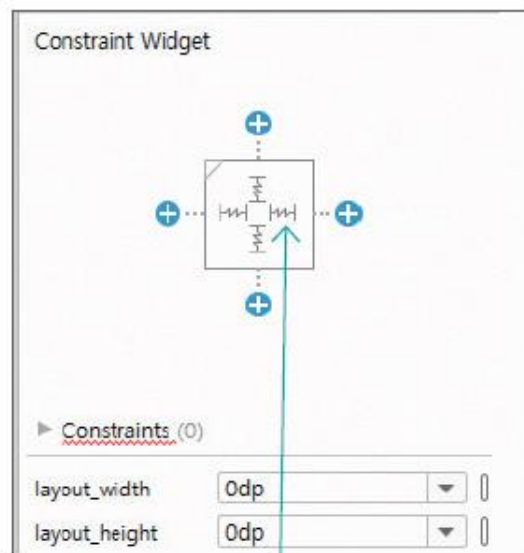 Constraint Widget
Constraints (0)
layout_width 0dp
layout_height 0dp